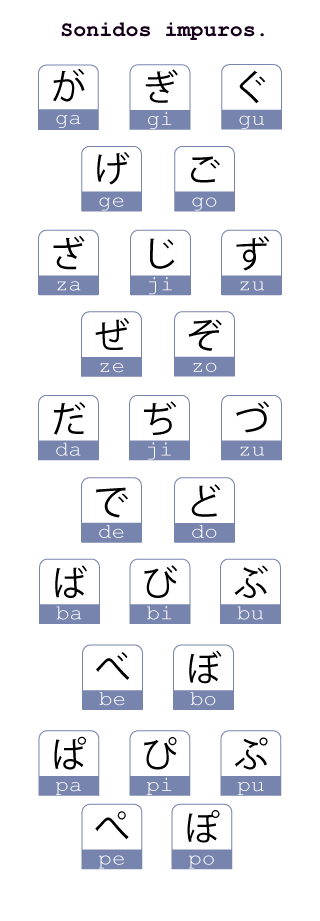 Sonidos impuros.
が ぎ ぐ
ga gi gu
げ ご
ge go
ざ じ ず
za ji zu
ぜ ぞ
ze zo
だ ぢ づ
da ji zu
で ど
de do
ば び ぶ
ba bi bu
べ ぼ
be bo
ぱ ぴ ぷ
pa pi pu
ぺ ぽ
pe po